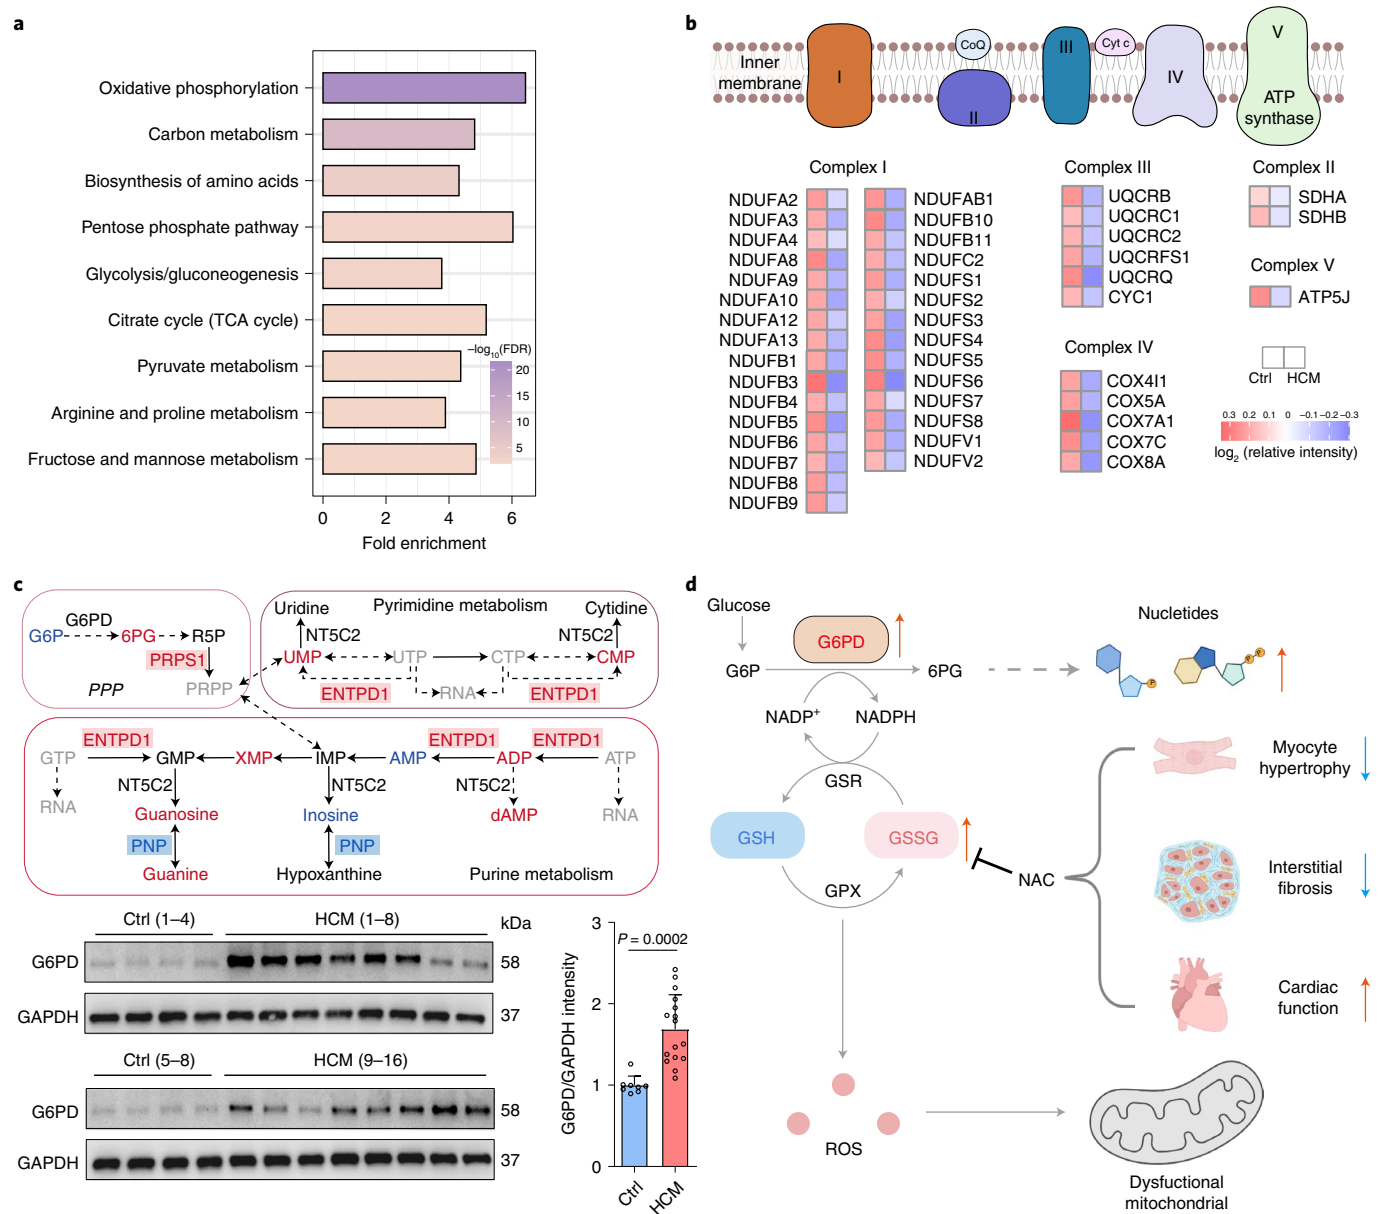 a
Oxidative phosphorylation
Carbon metabolism
Biosynthesis of amino acids
Pentose phosphate pathway
Glycolysis/gluconeogenesis
Citrate cycle (TCA cycle)
Pyruvate metabolism
Arginine and proline metabolism
Fructose and mannose metabolism
–log10(FDR)
20
15
10
5
0 2 4 6
Fold enrichment
b
Inner
membrane
I
CoQ
II
III
Cyt c
IV
V
ATP
synthase
Complex I
NDUFA2
NDUFA3
NDUFA4
NDUFA8
NDUFA9
NDUFA10
NDUFA12
NDUFA13
NDUFB1
NDUFB3
NDUFB4
NDUFB5
NDUFB6
NDUFB7
NDUFB8
NDUFB9
NDUFAB1
NDUFB10
NDUFB11
NDUFC2
NDUFS1
NDUFS2
NDUFS3
NDUFS4
NDUFS5
NDUFS6
NDUFS7
NDUFS8
NDUFV1
NDUFV2
Complex III
UQCRB
UQCRC1
UQCRC2
UQCRFS1
UQCRQ
CYC1
Complex IV
COX4I1
COX5A
COX7A1
COX7C
COX8A
Complex II
SDHA
SDHB
Complex V
ATP5J
Ctrl HCM
0.3 0.2 0.1 0 –0.1 –0.2 –0.3
log2 (relative intensity)
c
G6PD
G6P 6PG R5P
PRPS1
PPP PRPP
Uridine Pyrimidine metabolism Cytidine
NT5C2 NT5C2
UMP UTP CTP CMP
ENTPD1 RNA ENTPD1
ENTPD1 ENTPD1 ENTPD1
GTP GMP XMP IMP AMP ADP ATP
NT5C2 NT5C2 NT5C2
RNA Guanosine Inosine dAMP RNA
PNP PNP
Guanine Hypoxanthine Purine metabolism
Ctrl (1–4) HCM (1–8) kDa
G6PD 58
GAPDH 37
Ctrl (5–8) HCM (9–16)
G6PD 58
GAPDH 37
G6PD/GAPDH intensity
3
2
1
0
P = 0.0002
Ctrl HCM
d
Glucose
G6PD
G6P 6PG
Nucletides
P
P P
NADP+ NADPH
GSR
GSH GSSG
GPX
NAC
Myocyte
hypertrophy
Interstitial
fibrosis
Cardiac
function
ROS
Dysfuctional
mitochondrial